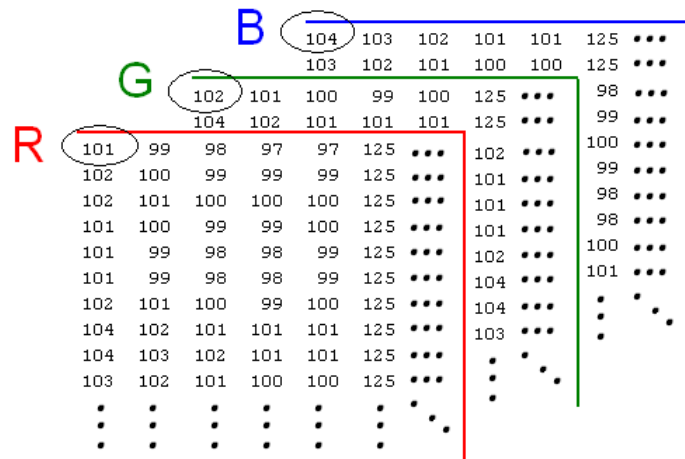 B 104 103 102 101 101 125 •••
103 102 101 100 100 125 •••
G 102 101 100 99 100 125 ••• 98 •••
104 102 101 101 101 125 ••• 99 •••
R 101 99 98 97 97 125 ••• 102 ••• 100 •••
102 100 99 99 99 125 ••• 101 ••• 99 •••
102 101 100 100 100 125 ••• 101 ••• 98 •••
101 100 99 99 100 125 ••• 101 ••• 98 •••
101 99 98 98 99 125 ••• 102 ••• 100 •••
101 99 98 98 99 125 ••• 104 ••• 101 •••
102 101 100 99 100 125 ••• 104 •••
104 102 101 101 101 125 ••• 103 •••
104 103 102 101 101 125 •••
103 102 101 100 100 125 •••